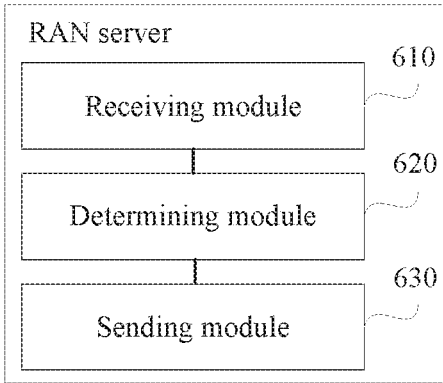 RAN server
610
Receiving module
620
Determining module
630
Sending module